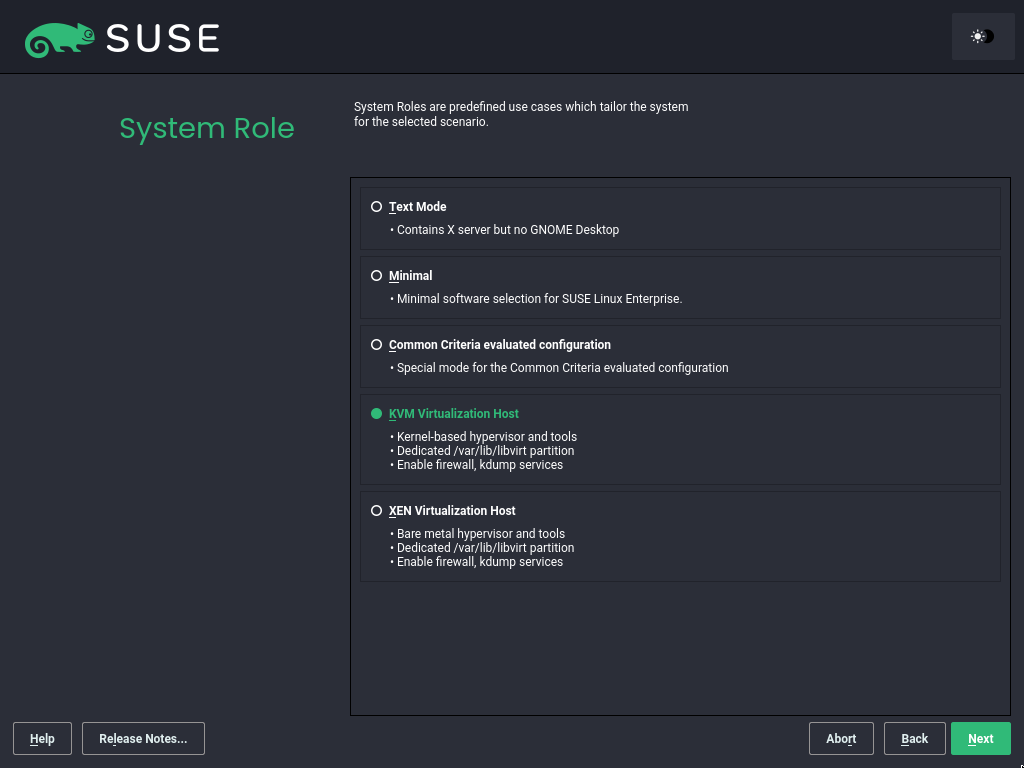 SUSE
System Role
System Roles are predefined use cases which tailor the system
for the selected scenario.
Text Mode
• Contains X server but no GNOME Desktop
Minimal
• Minimal software selection for SUSE Linux Enterprise.
Common Criteria evaluated configuration
• Special mode for the Common Criteria evaluated configuration
KVM Virtualization Host
• Kernel-based hypervisor and tools
• Dedicated /var/lib/libvirt partition
• Enable firewall, kdump services
XEN Virtualization Host
• Bare metal hypervisor and tools
• Dedicated /var/lib/libvirt partition
• Enable firewall, kdump services
Help Release Notes... Abort Back Next